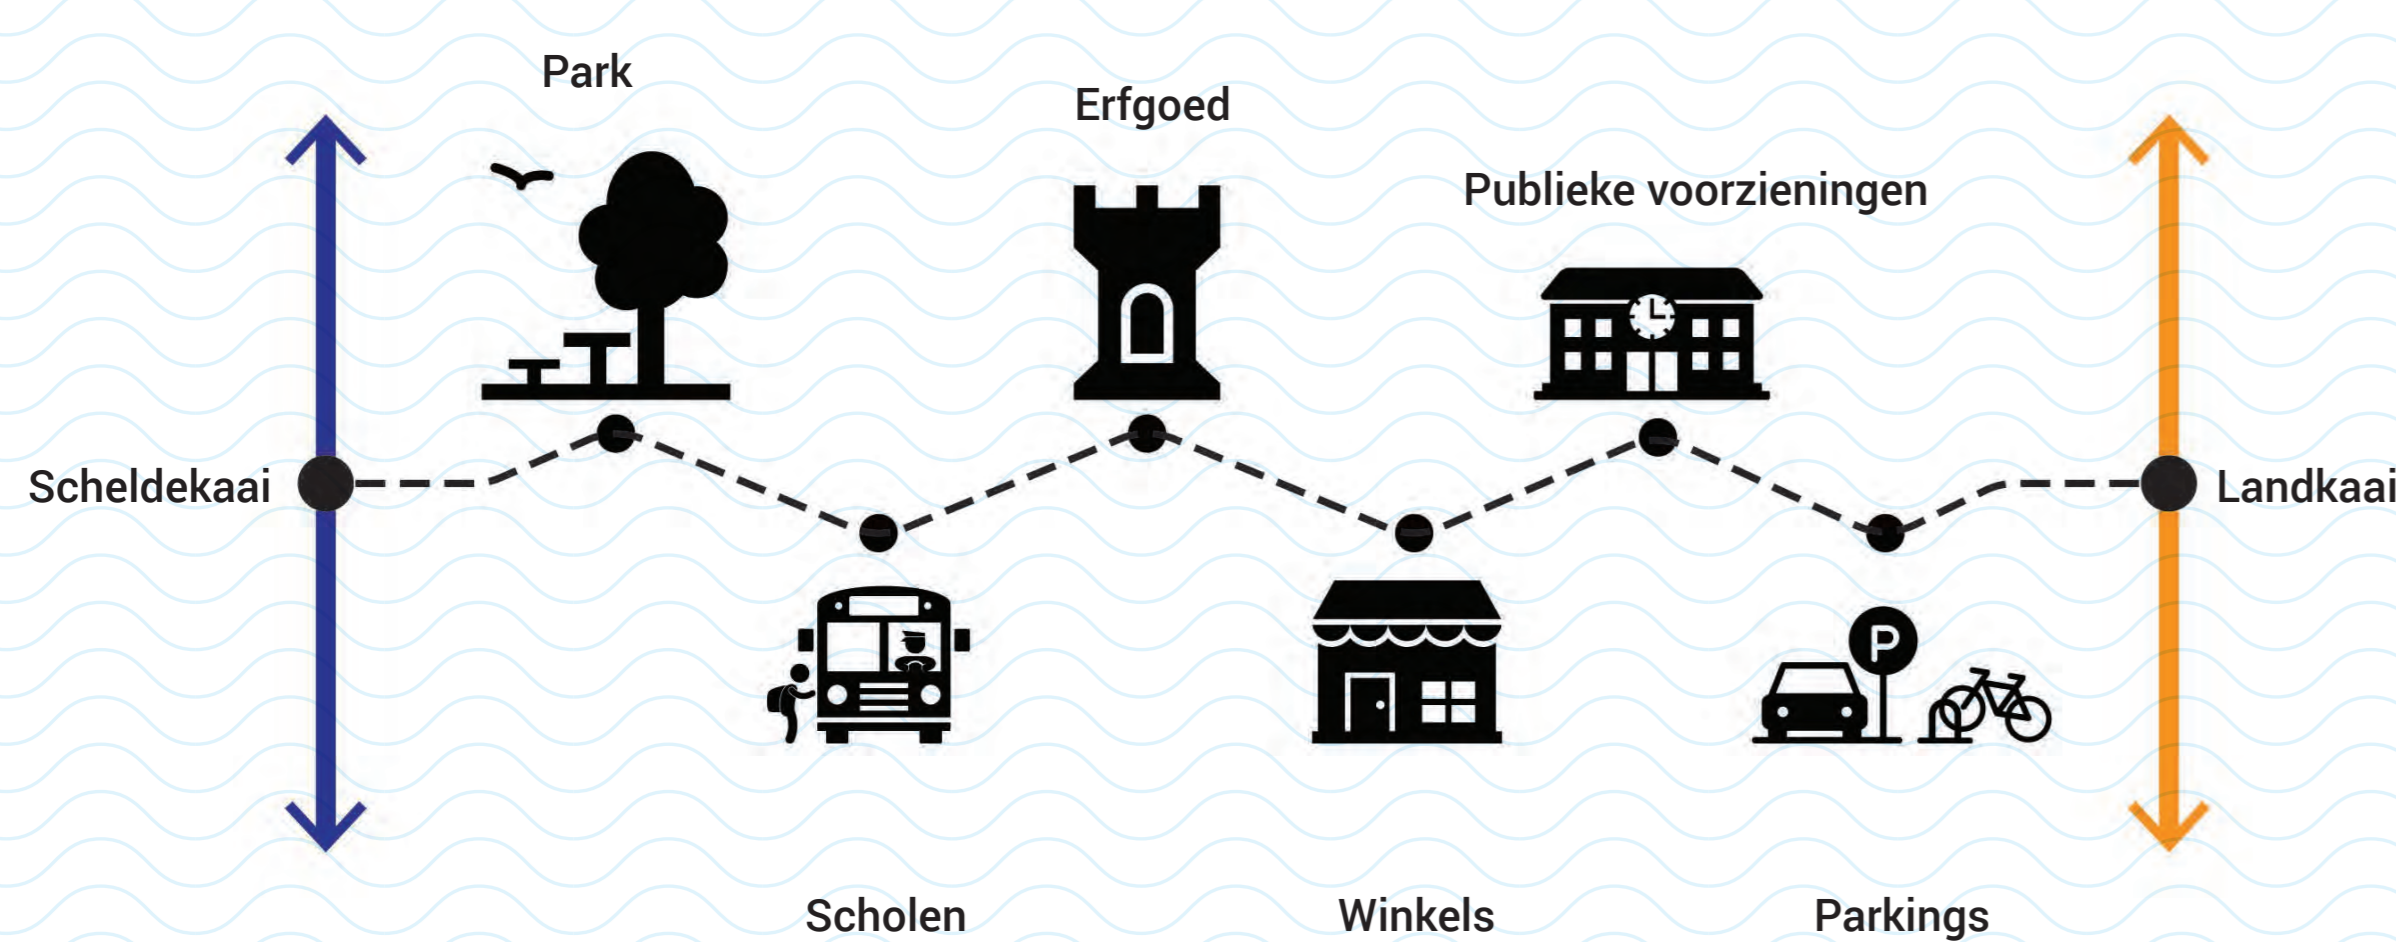 Park
Erfgoed
Publieke voorzieningen
Scheldekaai
Landkaai
P
Scholen
Winkels
Parkings